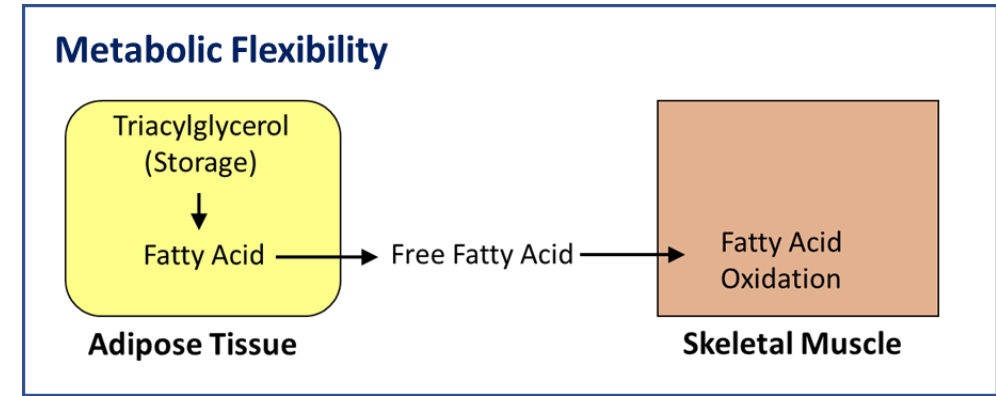 Metabolic Flexibility
Triacylglycerol
(Storage)
Fatty Acid
Free Fatty Acid
Fatty Acid
Oxidation
Adipose Tissue
Skeletal Muscle